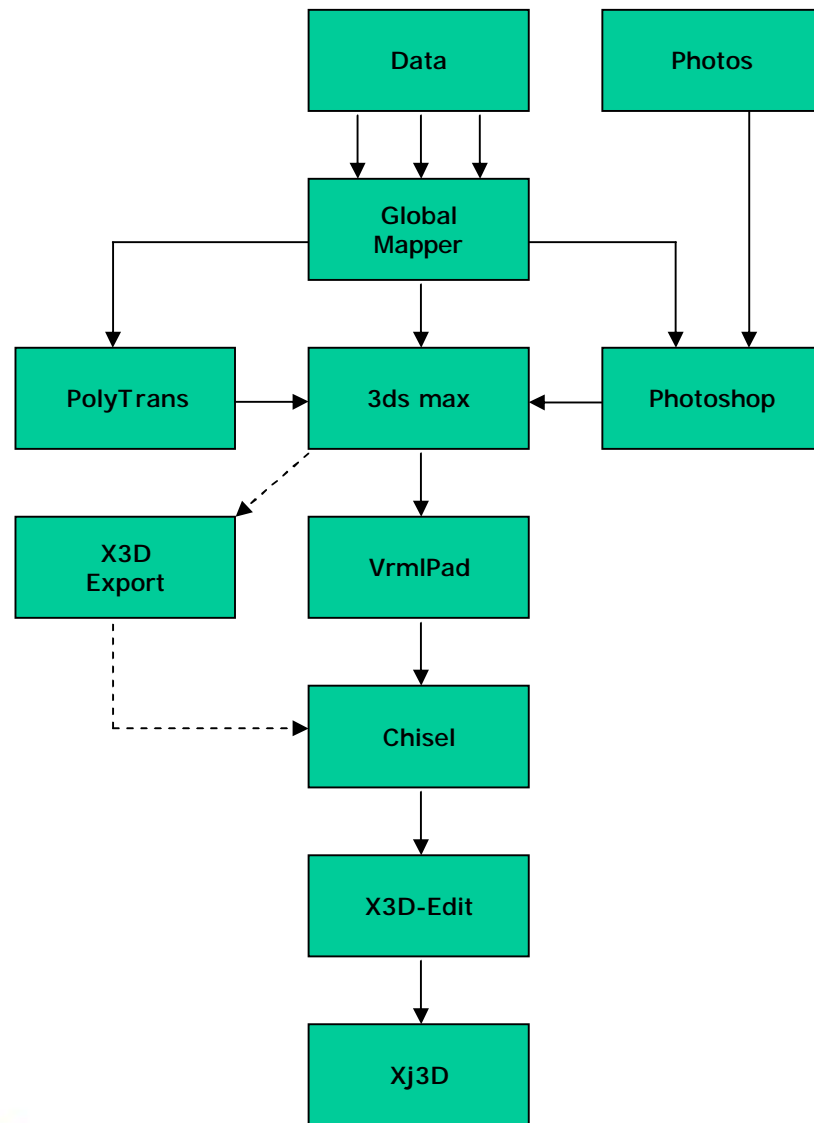 Data
Photos
Global
Mapper
PolyTrans
3ds max
Photoshop
X3D
Export
VrmlPad
Chisel
X3D-Edit
Xj3D